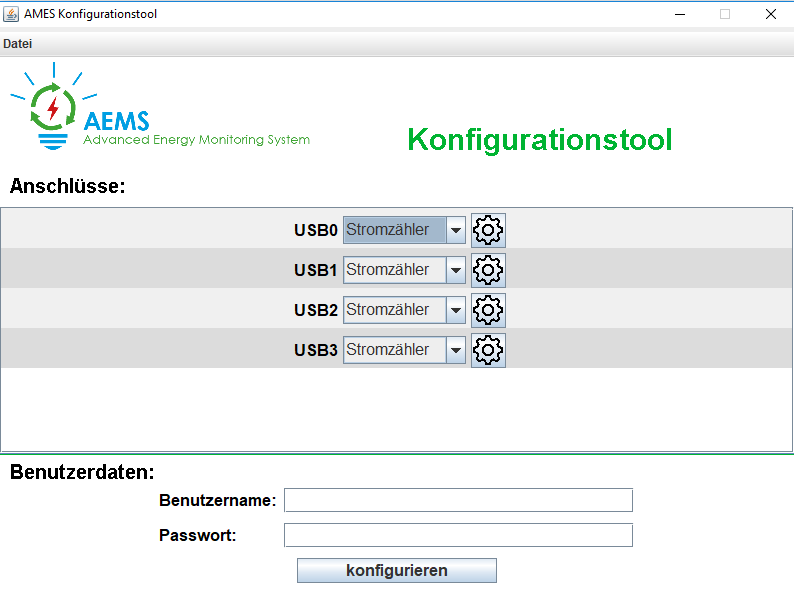 AMES Konfigurationstool
Datei
AEMS
Advanced Energy Monitoring System
Konfigurationstool
Anschlüsse:
USB0 Stromzähler
USB1 Stromzähler
USB2 Stromzähler
USB3 Stromzähler
Benutzerdaten:
Benutzername:
Passwort:
konfigurieren